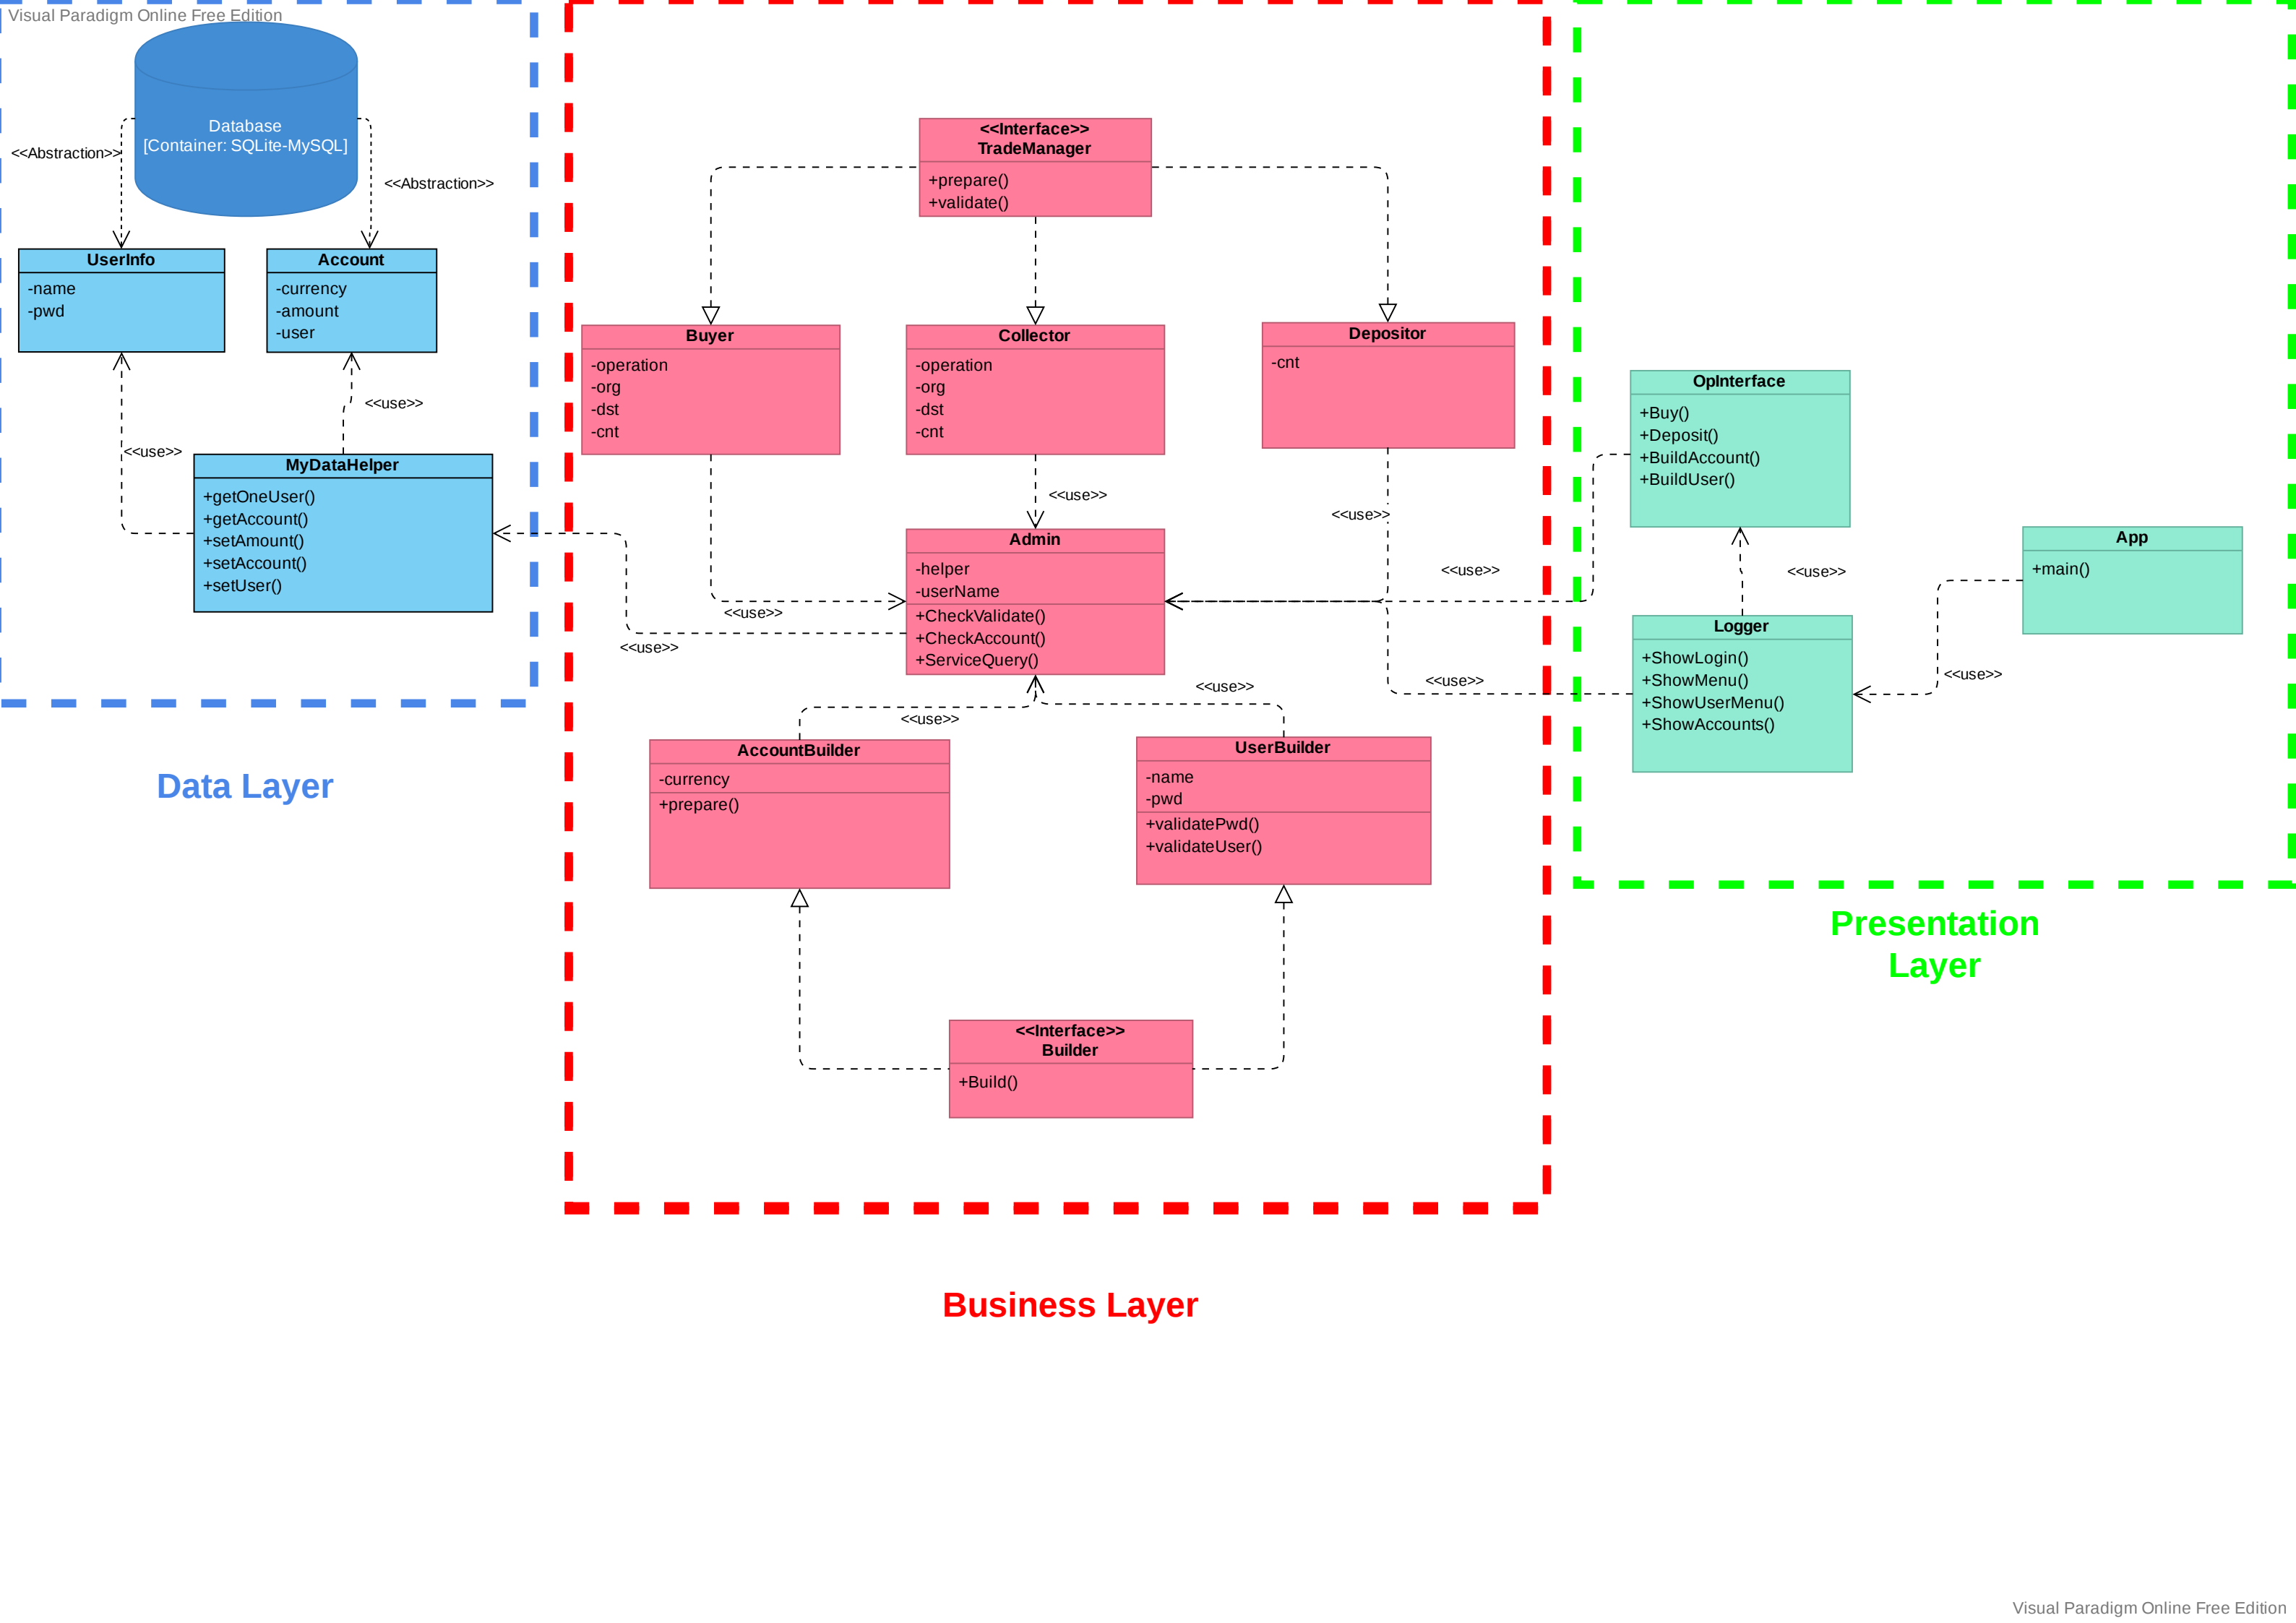 Visual Paradigm Online Free Edition
Database
[Container: SQLite-MySQL]
<<Abstraction>>
<<Abstraction>>
UserInfo
-name
-pwd
Account
-currency
-amount
-user
<<use>>
<<use>>
MyDataHelper
+getOneUser()
+getAccount()
+setAmount()
+setAccount()
+setUser()
Data Layer
<<Interface>>
TradeManager
+prepare()
+validate()
Buyer
-operation
-org
-dst
-cnt
Collector
-operation
-org
-dst
-cnt
Depositor
-cnt
<<use>>
<<use>>
<<use>>
<<use>>
<<use>>
Admin
-helper
-userName
+CheckValidate()
+CheckAccount()
+ServiceQuery()
<<use>>
<<use>>
<<use>>
AccountBuilder
-currency
+prepare()
UserBuilder
-name
-pwd
+validatePwd()
+validateUser()
<<Interface>>
Builder
+Build()
Business Layer
OpInterface
+Buy()
+Deposit()
+BuildAccount()
+BuildUser()
<<use>>
App
+main()
Logger
+ShowLogin()
+ShowMenu()
+ShowUserMenu()
+ShowAccounts()
<<use>>
Presentation
Layer
Visual Paradigm Online Free Edition